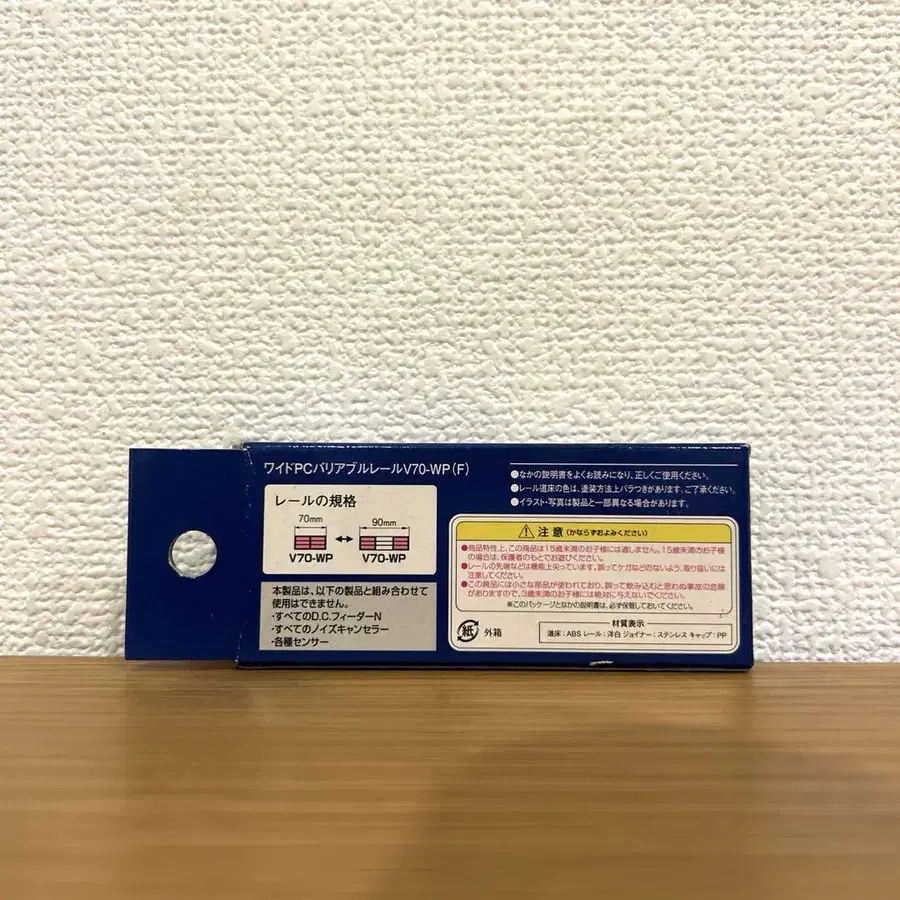 ワイドPCバリアブルレールV70-WP(F)
レールの規格
70mm 90mm
V70-WP V70-WP
本製品は、以下の製品と組み合わせて
使用はできません。
・すべてのD.C.フィーダーN
・すべてのノイズキャンセラー
・各種センサー
●なかの説明書をよくお読みになり、正しくご使用ください。
●レール道床の色は、塗装方法上バラつきがあります。ご了承ください。
●イラスト・写真は製品と一部異なる場合があります。
注意(かならずおよみください)
●商品特性上、この商品は15歳未満のお子様には適しません。15歳未満のお子様
の場合は、保護者のもとでお遊びください。
●レールの先端などは機能上尖っています。誤ってケガなどのないよう、取り扱いには
注意してください。
●この商品には小さな部品が使われており、誤って飲み込むと思わぬ事故の危険
がありますので、3歳未満のお子様には絶対に与えないでください。
※このパッケージとなかの説明書は、必ず保管しておいてください。
紙 外箱
材質表示
道床:ABS レール:洋白 ジョイナー:ステンレス キャップ:PP